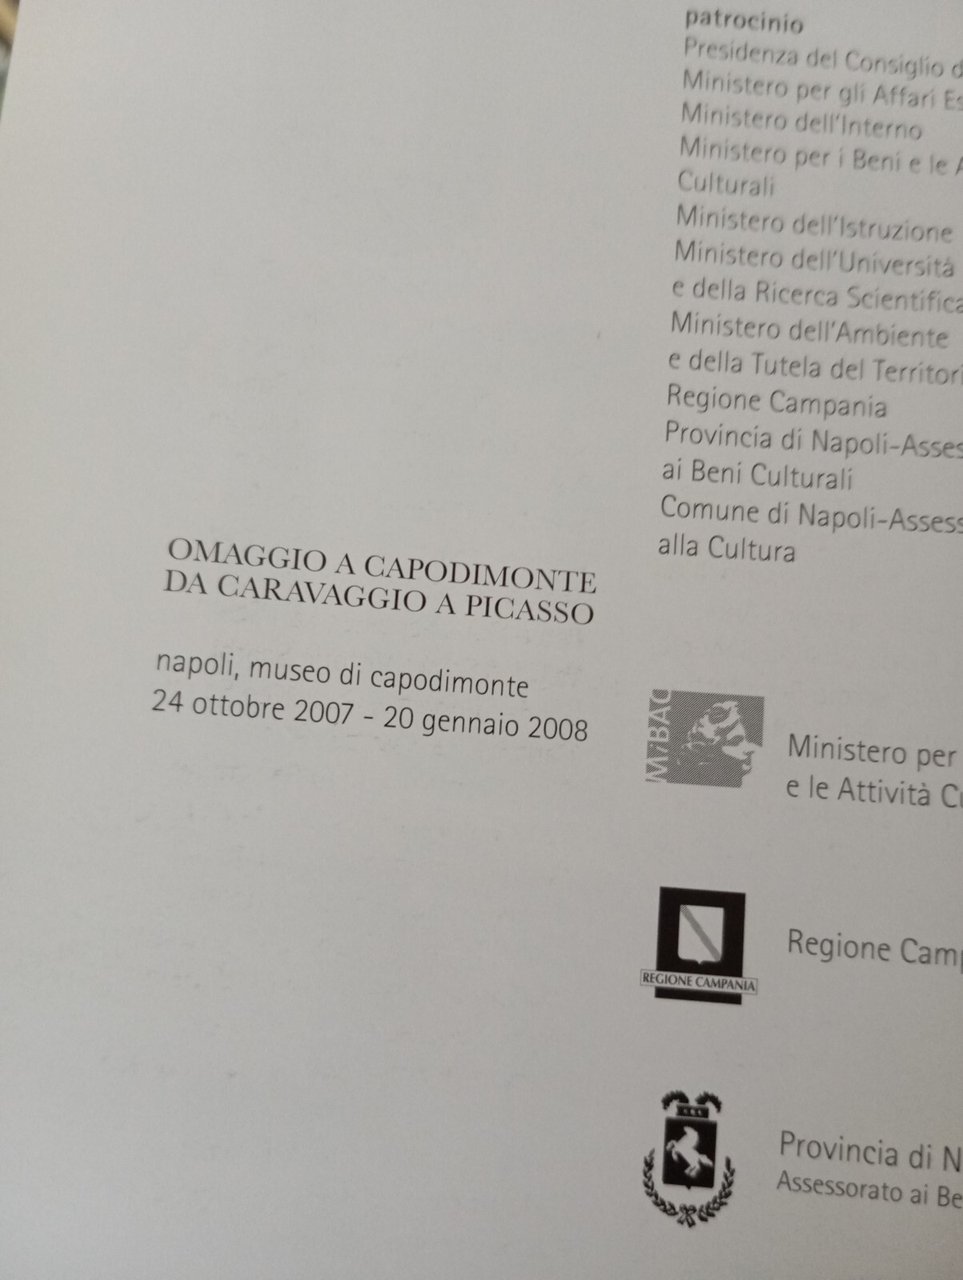 patrocinio
Presidenza del Consiglio
Ministero per gli Affari
Ministero dell'Interno
Ministero per i Beni e le
Culturali
Ministero dell'Istruzione
Ministero dell'Università
e della Ricerca Scientifica
Ministero dell'Ambiente
e della Tutela del
Regione Campania
Provincia di Napoli-
ai Beni Culturali
Comune di Napoli-
alla Cultura
OMAGGIO A CAPODIMONTE
DA CARAVAGGIO A PICASSO
napoli, museo di capodimonte
24 ottobre 2007 - 20 gennaio 2008
MiBAC
Ministero per
e le Attività
Regione
REGIONE CAMPANIA
Provincia di
Assessorato ai